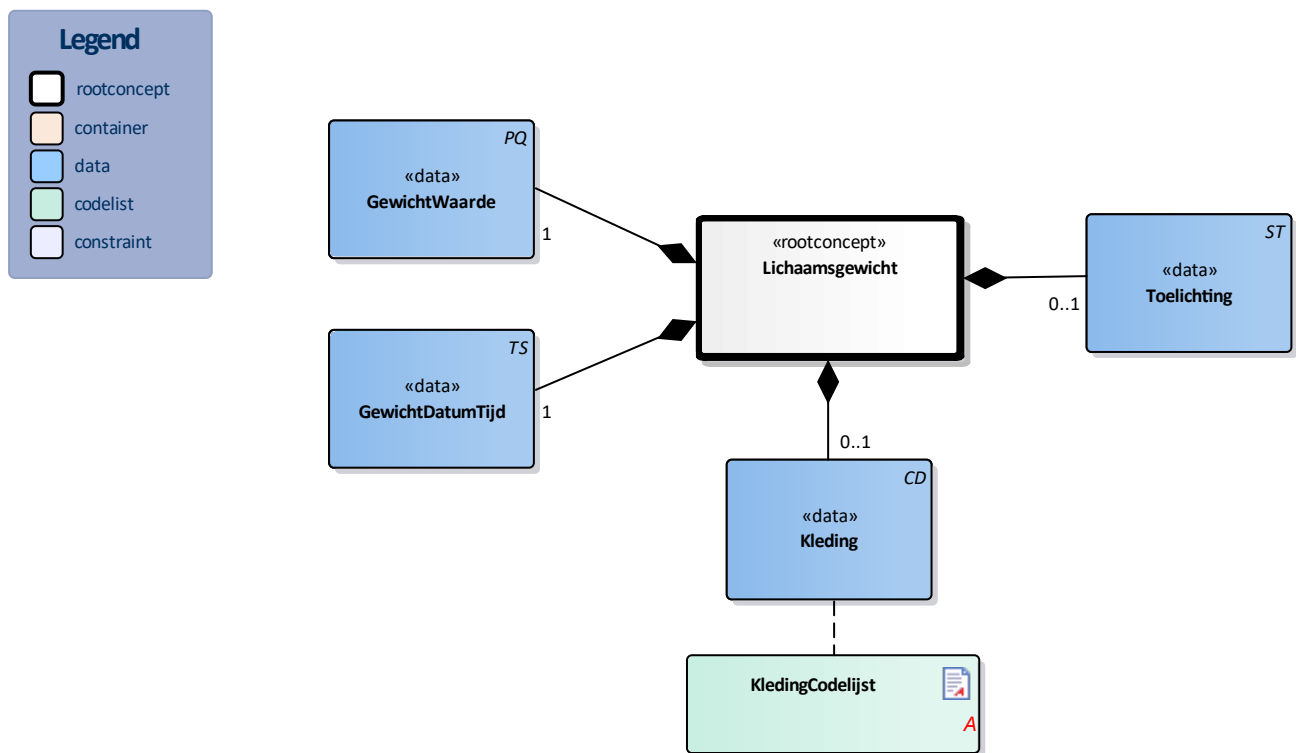 Legend
rootconcept
container
data
codelist
constraint
PQ
«data»
GewichtWaarde
1
«rootconcept»
Lichaamsgewicht
ST
«data»
Toelichting
0..1
TS
«data»
GewichtDatumTijd
1
0..1
CD
«data»
Kleding
KledingCodelijst
A
A